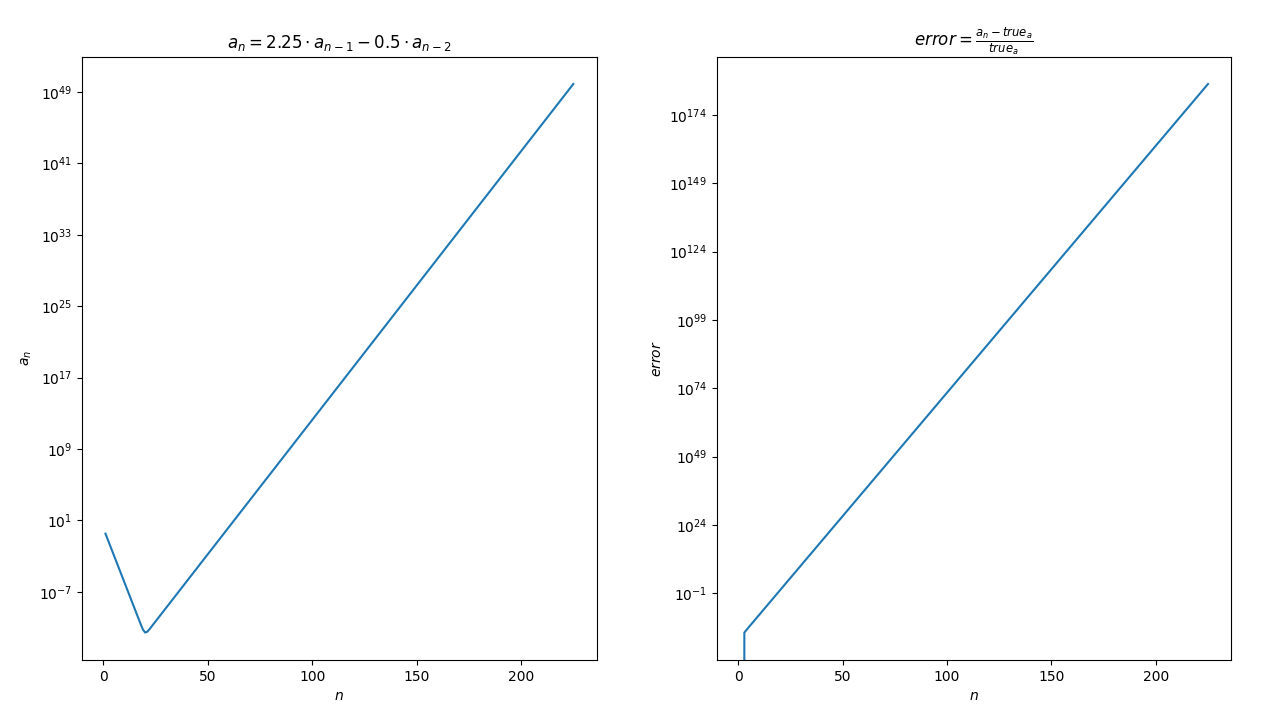 a_n = 2.25 · a_{n−1} − 0.5 · a_{n−2}
10^49
10^41
10^33
10^25
10^17
10^9
10^1
10^−7
a_n
0 50 100 150 200
n
error = \frac{a_n − true_a}{true_a}
10^174
10^149
10^124
10^99
10^74
10^49
10^24
10^−1
error
0 50 100 150 200
n